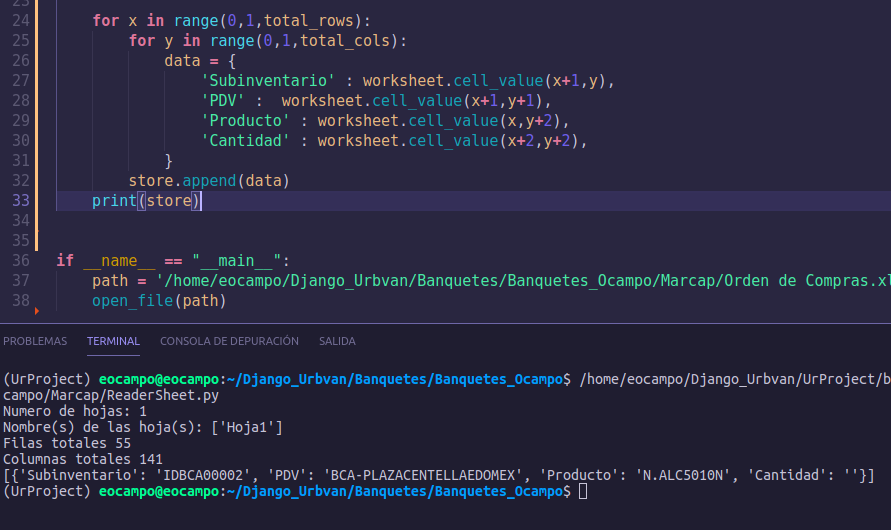 23
24 for x in range(0,1,total_rows):
25 for y in range(0,1,total_cols):
26 data = {
27 'Subinventario' : worksheet.cell_value(x+1,y),
28 'PDV' :  worksheet.cell_value(x+1,y+1),
29 'Producto' : worksheet.cell_value(x,y+2),
30 'Cantidad' : worksheet.cell_value(x+2,y+2),
31 }
32 store.append(data)
33 print(store)
34
35
36 if __name__ == "__main__":
37 path = '/home/eocampo/Django_Urbvan/Banquetes/Banquetes_Ocampo/Marcap/Orden de Compras.xl
38 open_file(path)
PROBLEMAS TERMINAL CONSOLA DE DEPURACIÓN SALIDA
(UrProject) eocampo@eocampo:~/Django_Urbvan/Banquetes/Banquetes_Ocampo$ /home/eocampo/Django_Urbvan/UrProject/b
campo/Marcap/ReaderSheet.py
Numero de hojas: 1
Nombre(s) de las hoja(s): ['Hoja1']
Filas totales 55
Columnas totales 141
[{'Subinventario': 'IDBCA00002', 'PDV': 'BCA-PLAZACENTELLAEDOMEX', 'Producto': 'N.ALC5010N', 'Cantidad': ''}]
(UrProject) eocampo@eocampo:~/Django_Urbvan/Banquetes/Banquetes_Ocampo$